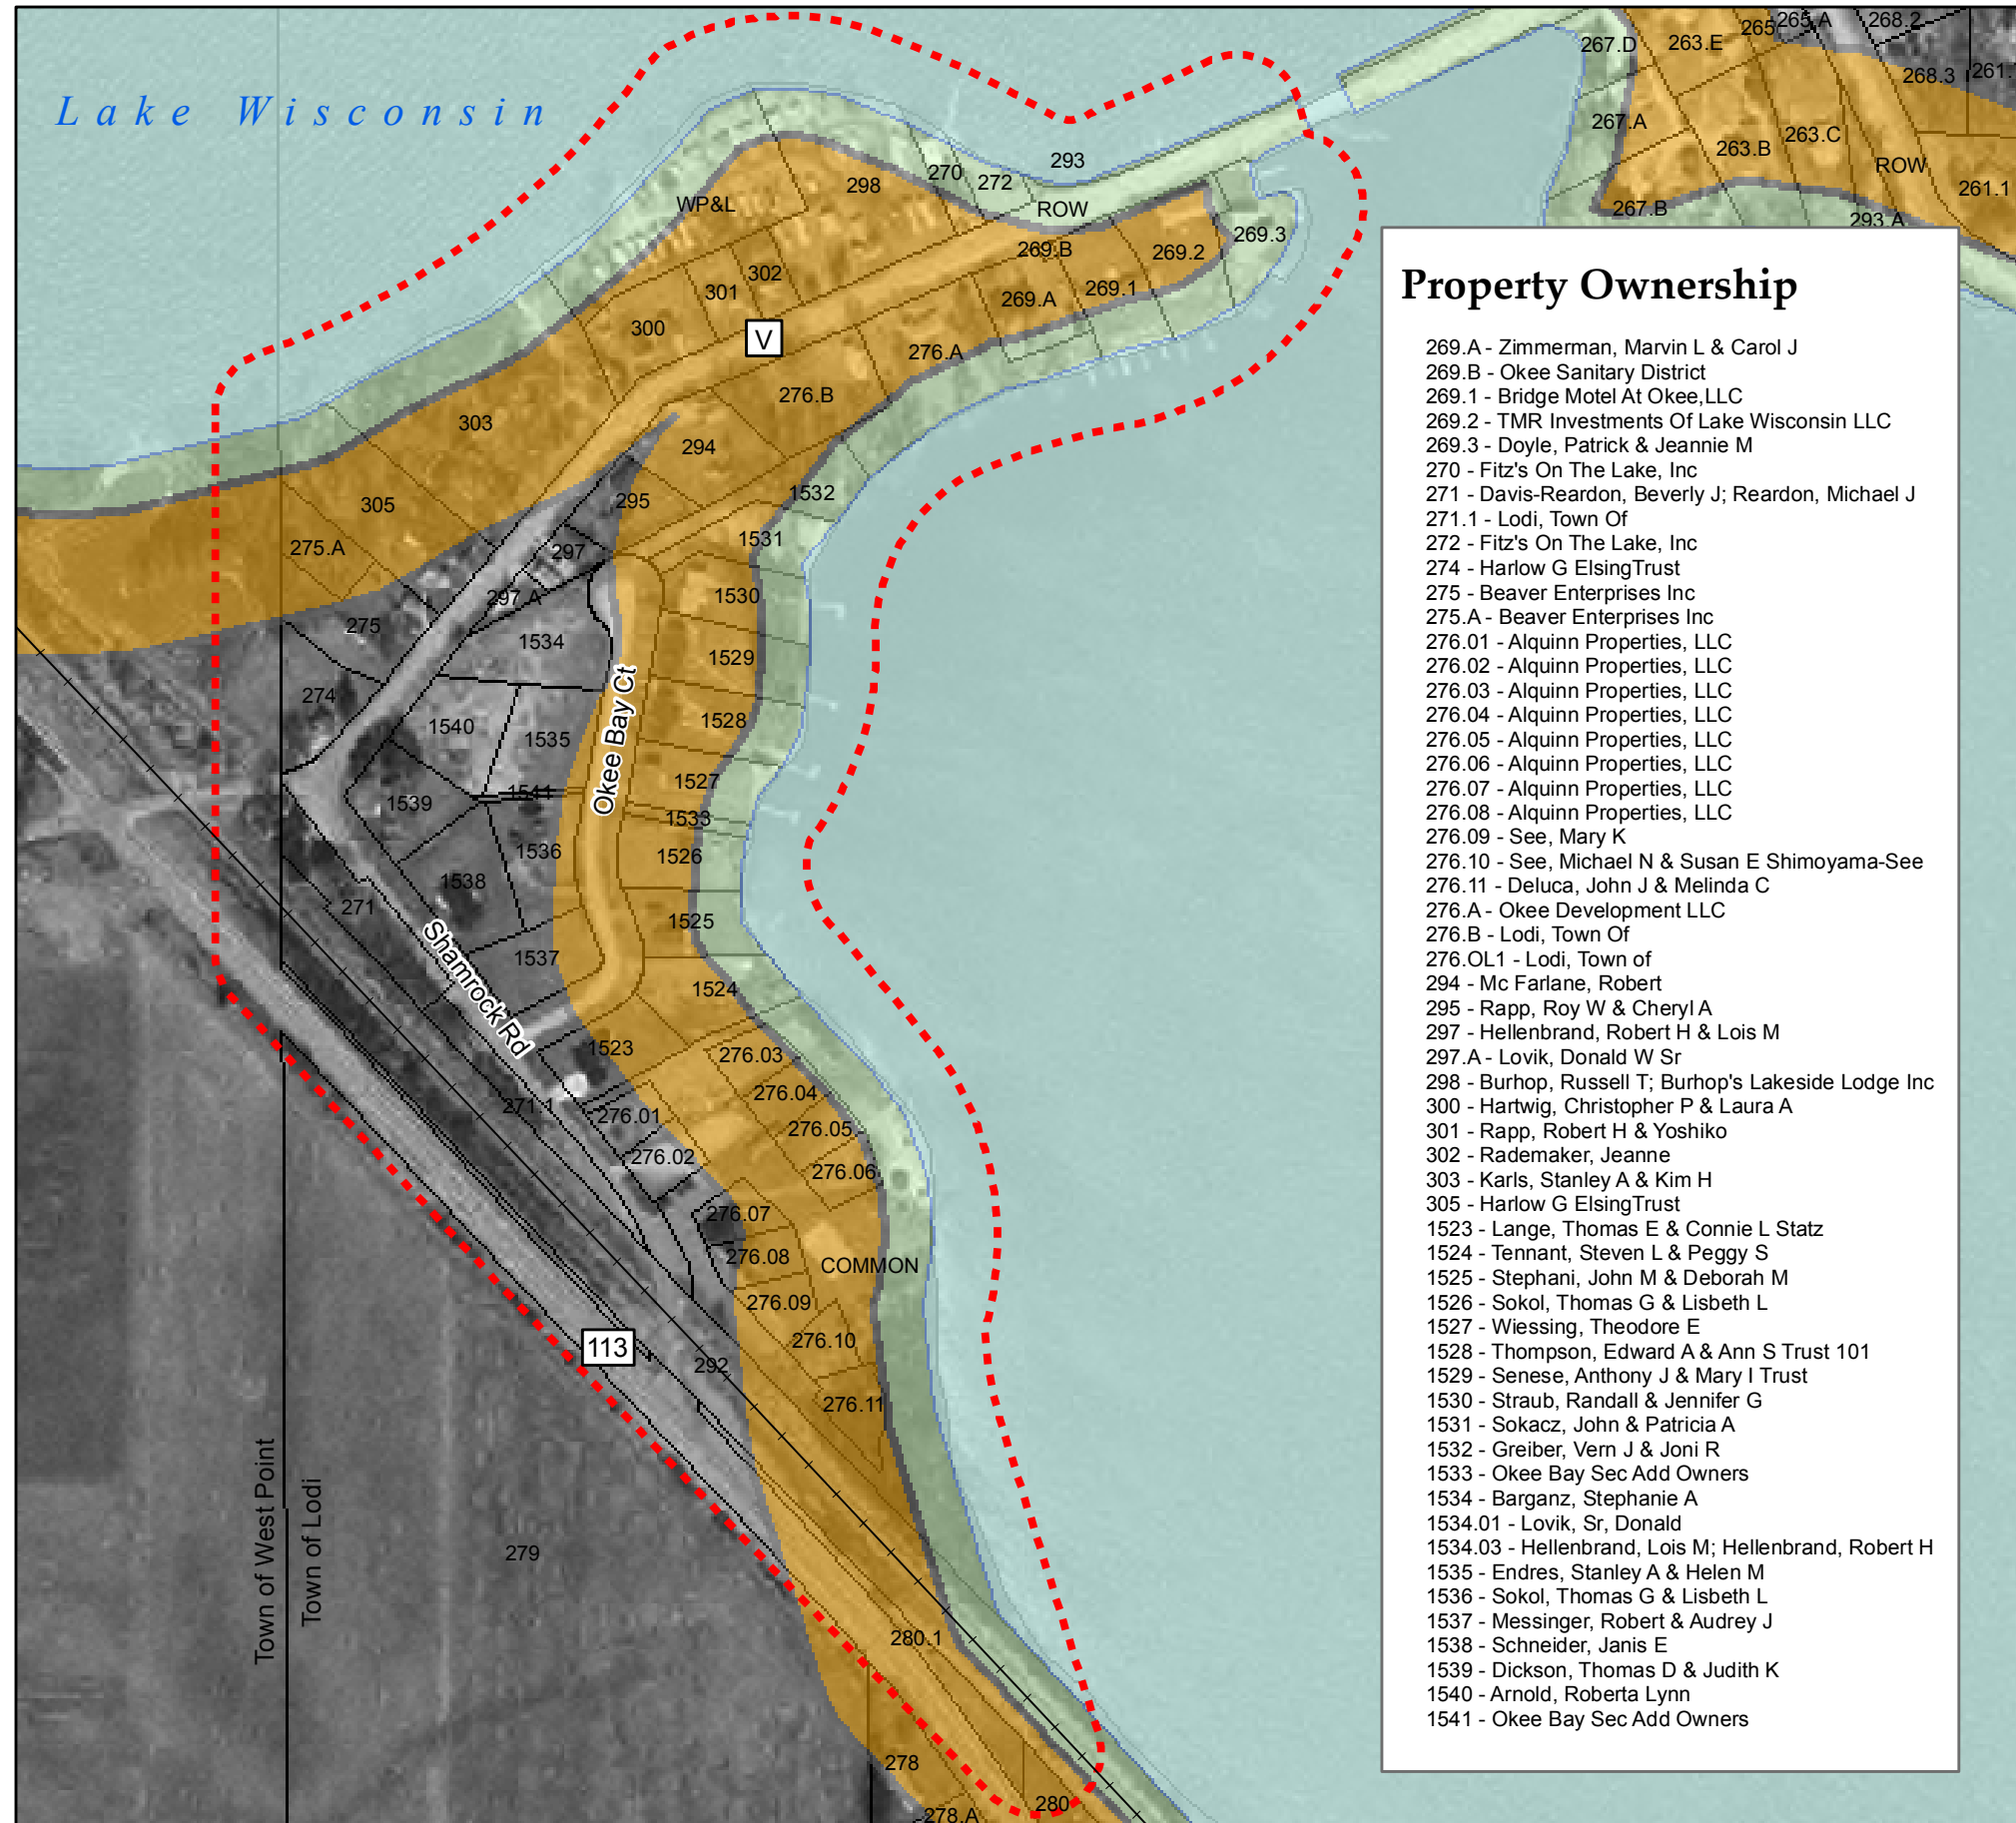 Lake Wisconsin
265.A
268.2
265
263.E
267.D
268.3
261.
267.A
263.B
263.C
ROW
261.1
267.B
293.A
293
270
272
298
WP&L
ROW
269.3
269.B
269.2
302
301
269.1
269.A
300
V
276.A
276.B
303
294
295
1532
305
1531
275.A
297
297.A
1530
275
1534
1529
274
1528
1540
1535
Okee Bay Ct
1527
1541
1539
1533
1536
1526
1538
271
1525
1537
Shamrock Rd
1524
1523
276.03
276.04
271.1
276.01
276.05
276.02
276.06
276.07
276.08
COMMON
276.09
276.10
113
292
276.11
Town of West Point
Town of Lodi
279
280.1
278
280
278.A
Property Ownership
269.A - Zimmerman, Marvin L & Carol J
269.B - Okee Sanitary District
269.1 - Bridge Motel At Okee,LLC
269.2 - TMR Investments Of Lake Wisconsin LLC
269.3 - Doyle, Patrick & Jeannie M
270 - Fitz's On The Lake, Inc
271 - Davis-Reardon, Beverly J; Reardon, Michael J
271.1 - Lodi, Town Of
272 - Fitz's On The Lake, Inc
274 - Harlow G ElsingTrust
275 - Beaver Enterprises Inc
275.A - Beaver Enterprises Inc
276.01 - Alquinn Properties, LLC
276.02 - Alquinn Properties, LLC
276.03 - Alquinn Properties, LLC
276.04 - Alquinn Properties, LLC
276.05 - Alquinn Properties, LLC
276.06 - Alquinn Properties, LLC
276.07 - Alquinn Properties, LLC
276.08 - Alquinn Properties, LLC
276.09 - See, Mary K
276.10 - See, Michael N & Susan E Shimoyama-See
276.11 - Deluca, John J & Melinda C
276.A - Okee Development LLC
276.B - Lodi, Town Of
276.OL1 - Lodi, Town of
294 - Mc Farlane, Robert
295 - Rapp, Roy W & Cheryl A
297 - Hellenbrand, Robert H & Lois M
297.A - Lovik, Donald W Sr
298 - Burhop, Russell T; Burhop's Lakeside Lodge Inc
300 - Hartwig, Christopher P & Laura A
301 - Rapp, Robert H & Yoshiko
302 - Rademaker, Jeanne
303 - Karls, Stanley A & Kim H
305 - Harlow G ElsingTrust
1523 - Lange, Thomas E & Connie L Statz
1524 - Tennant, Steven L & Peggy S
1525 - Stephani, John M & Deborah M
1526 - Sokol, Thomas G & Lisbeth L
1527 - Wiessing, Theodore E
1528 - Thompson, Edward A & Ann S Trust 101
1529 - Senese, Anthony J & Mary I Trust
1530 - Straub, Randall & Jennifer G
1531 - Sokacz, John & Patricia A
1532 - Greiber, Vern J & Joni R
1533 - Okee Bay Sec Add Owners
1534 - Barganz, Stephanie A
1534.01 - Lovik, Sr, Donald
1534.03 - Hellenbrand, Lois M; Hellenbrand, Robert H
1535 - Endres, Stanley A & Helen M
1536 - Sokol, Thomas G & Lisbeth L
1537 - Messinger, Robert & Audrey J
1538 - Schneider, Janis E
1539 - Dickson, Thomas D & Judith K
1540 - Arnold, Roberta Lynn
1541 - Okee Bay Sec Add Owners